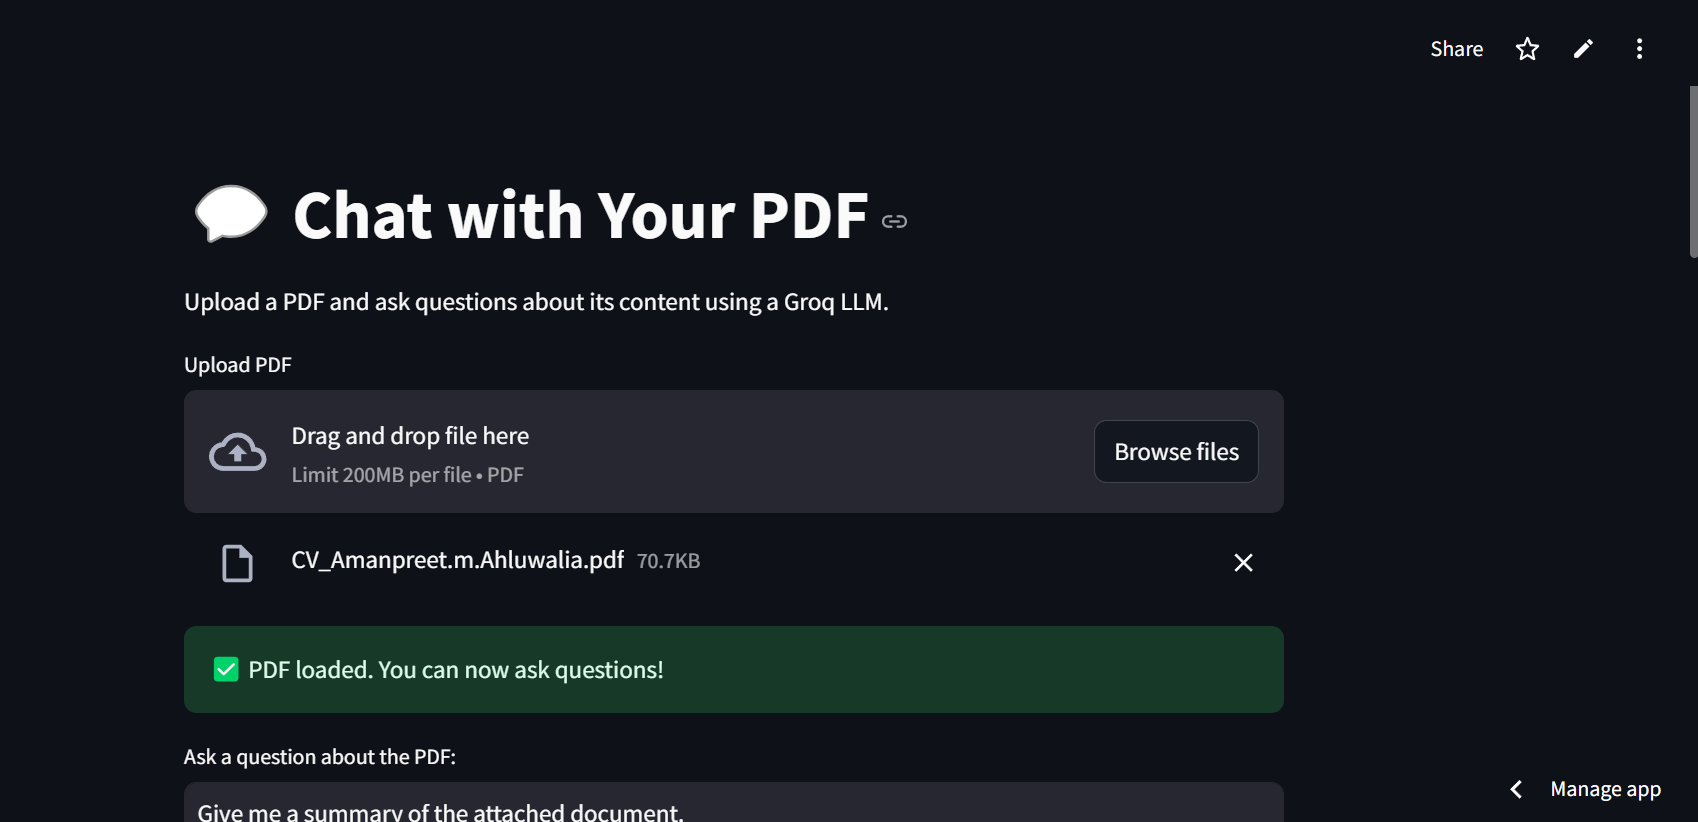 Share
Chat with Your PDF
Upload a PDF and ask questions about its content using a Groq LLM.
Upload PDF
Drag and drop file here
Limit 200MB per file • PDF
Browse files
CV_Amanpreet.m.Ahluwalia.pdf 70.7KB
PDF loaded. You can now ask questions!
Ask a question about the PDF:
Give me a summary of the attached document.
Manage app